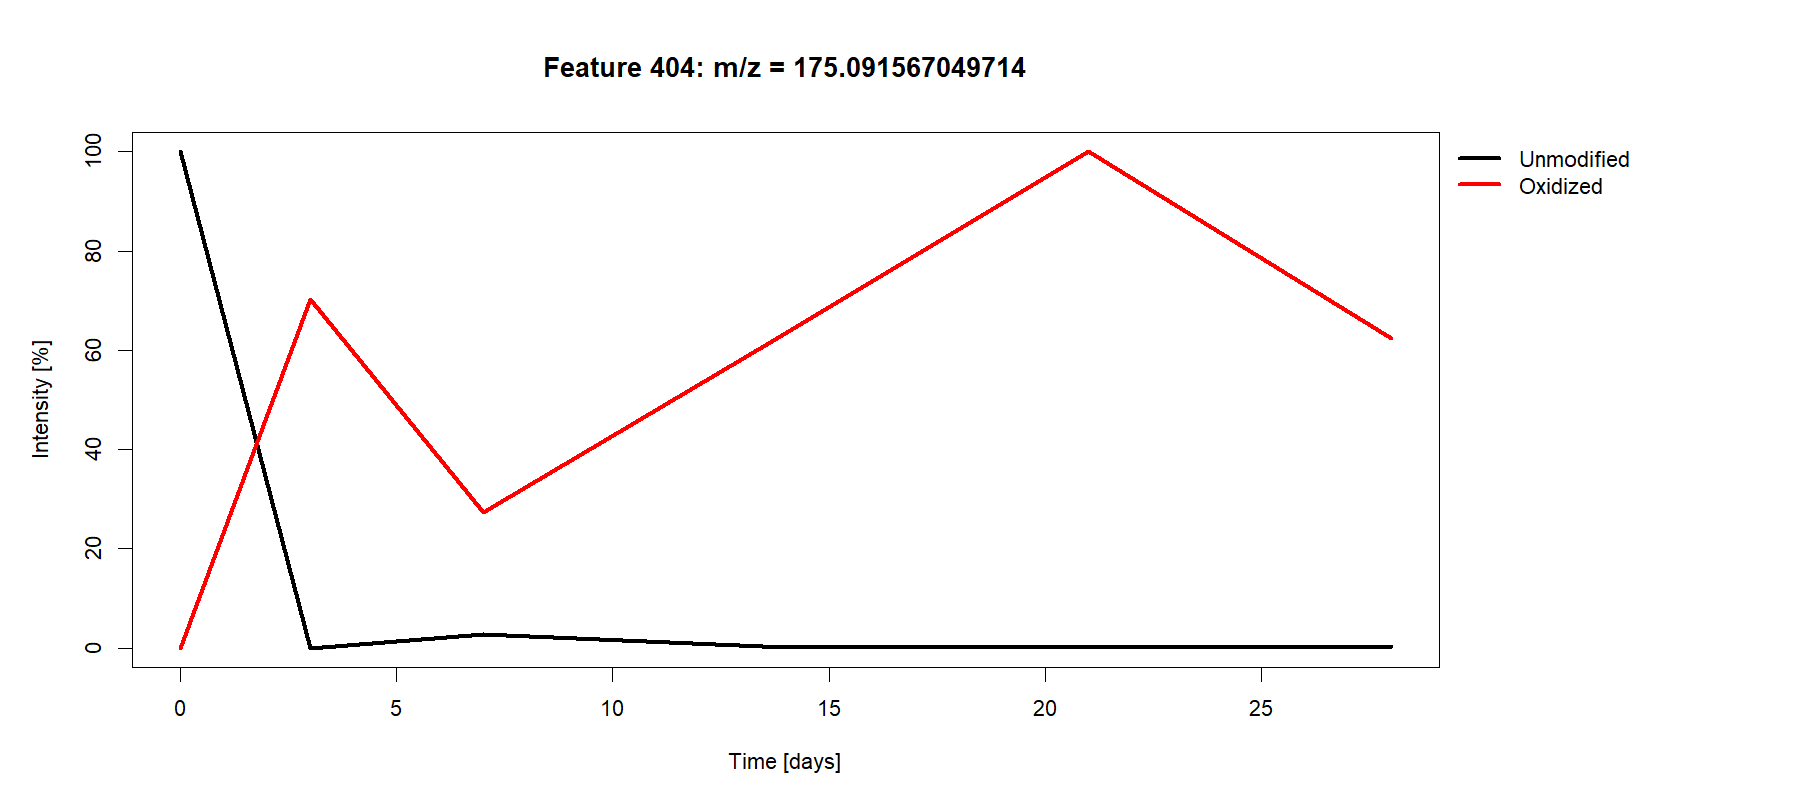 Feature 404: m/z = 175.091567049714
Unmodified
Oxidized
Intensity [%]
100
80
60
40
20
0
0 5 10 15 20 25
Time [days]